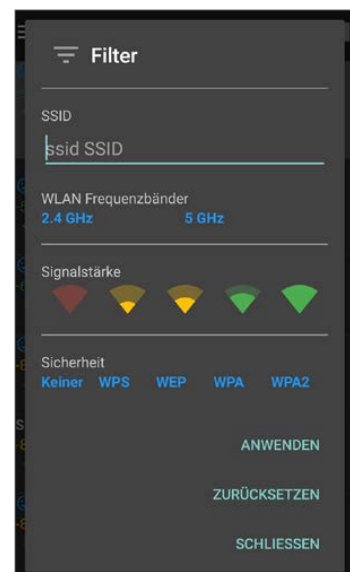 Filter
SSID
ssid SSID
WLAN Frequenzbänder
2.4 GHz 5 GHz
Signalstärke
Sicherheit
Keiner WPS WEP WPA WPA2
ANWENDEN
ZURÜCKSETZEN
SCHLIESSEN